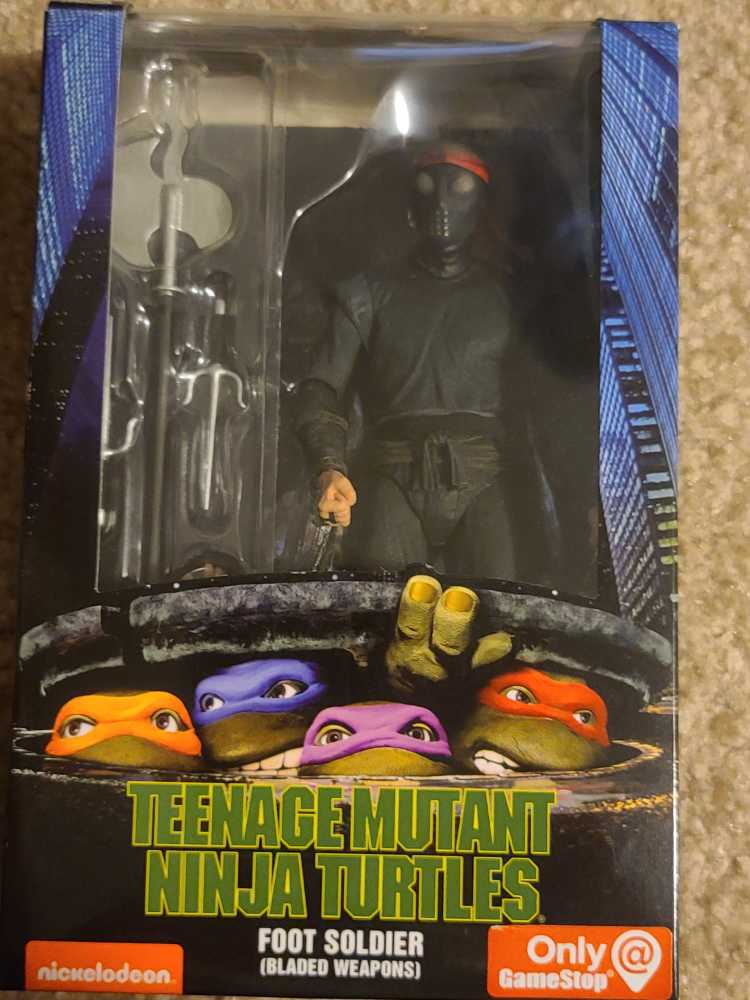 TEENAGE MUTANT
NINJA TURTLES
FOOT SOLDIER
(BLADED WEAPONS)
nickelodeon
Only @
GameStop